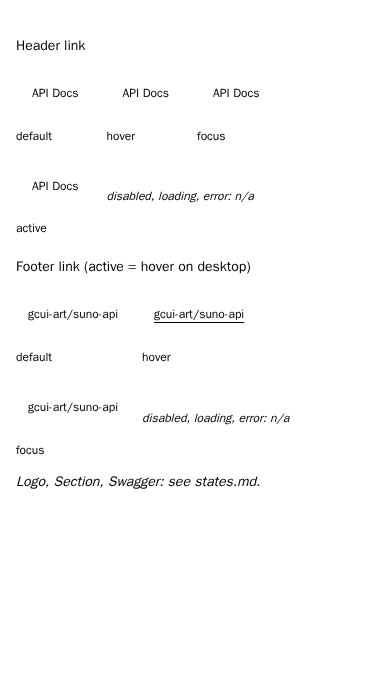 Header link
API Docs API Docs API Docs
default hover focus
API Docs
disabled, loading, error: n/a
active
Footer link (active = hover on desktop)
gcui-art/suno-api gcui-art/suno-api
default hover
gcui-art/suno-api
disabled, loading, error: n/a
focus
Logo, Section, Swagger: see states.md.